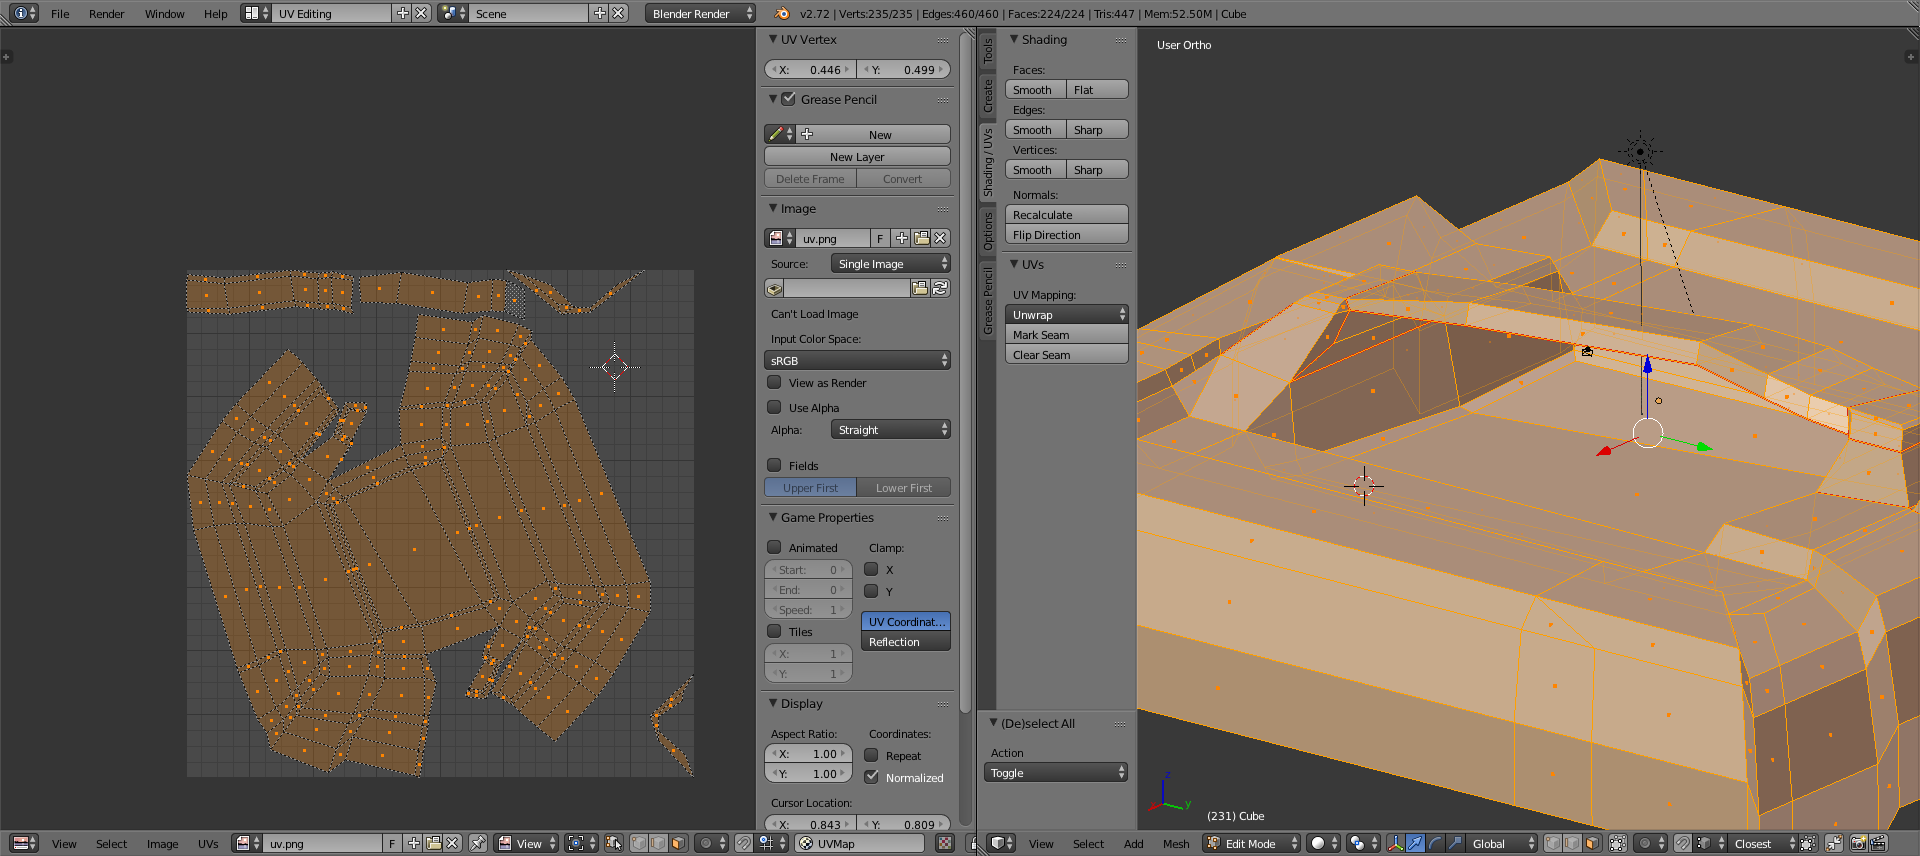 File Render Window Help UV Editing Scene Blender Render v2.72 | Verts:235/235 | Edges:460/460 | Faces:224/224 | Tris:447 | Mem:52.50M | Cube
UV Vertex
X: 0.446 Y: 0.499
Grease Pencil
New
New Layer
Delete Frame Convert
Image
uv.png F
Source: Single Image
Can't Load Image
Input Color Space:
sRGB
View as Render
Use Alpha
Alpha: Straight
Fields
Upper First Lower First
Game Properties
Animated Clamp:
Start: 0 X
End: 0 Y
Speed: 1
UV Coordinat...
Tiles Reflection
X: 1
Y: 1
Display
Aspect Ratio: Coordinates:
X: 1.00 Repeat
Y: 1.00 Normalized
Cursor Location:
X: 0.843 Y: 0.809
Tools
Create
Shading / UVs
Options
Grease Pencil
Shading
Faces:
Smooth Flat
Edges:
Smooth Sharp
Vertices:
Smooth Sharp
Normals:
Recalculate
Flip Direction
UVs
UV Mapping:
Unwrap
Mark Seam
Clear Seam
(De)select All
Action
Toggle
User Ortho
z
y
(231) Cube
View Select Image UVs uv.png F View UVMap
View Select Add Mesh Edit Mode Global Closest